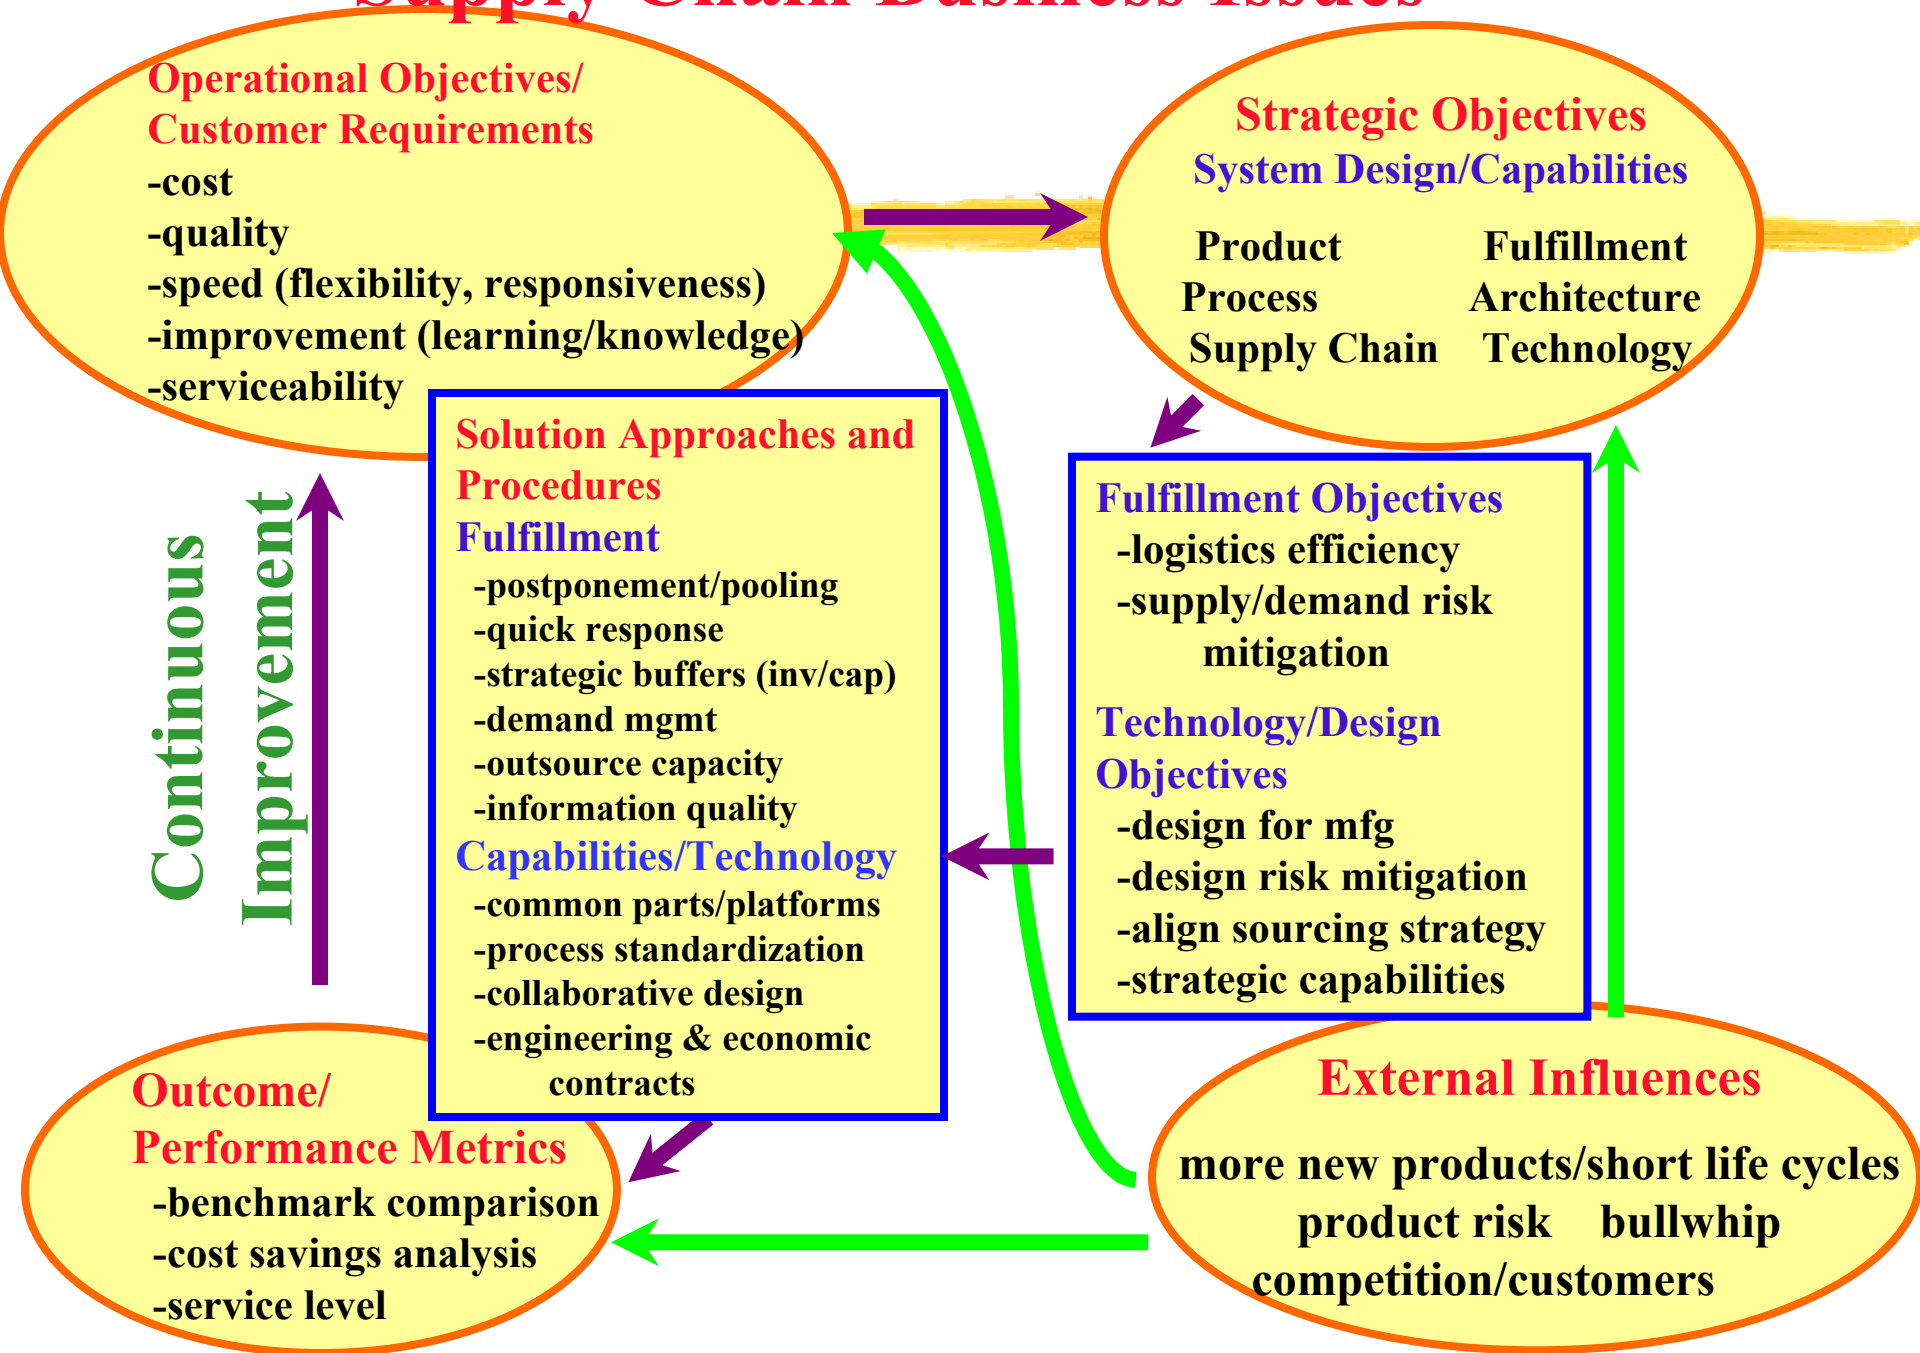 Supply Chain Business Issues
Operational Objectives/
Customer Requirements
-cost
-quality
-speed (flexibility, responsiveness)
-improvement (learning/knowledge)
-serviceability
Strategic Objectives
System Design/Capabilities
Product Fulfillment
Process Architecture
Supply Chain Technology
Continuous
Improvement
Solution Approaches and
Procedures
Fulfillment
-postponement/pooling
-quick response
-strategic buffers (inv/cap)
-demand mgmt
-outsource capacity
-information quality
Capabilities/Technology
-common parts/platforms
-process standardization
-collaborative design
-engineering & economic
contracts
Fulfillment Objectives
-logistics efficiency
-supply/demand risk
mitigation
Technology/Design
Objectives
-design for mfg
-design risk mitigation
-align sourcing strategy
-strategic capabilities
Outcome/
Performance Metrics
-benchmark comparison
-cost savings analysis
-service level
External Influences
more new products/short life cycles
product risk bullwhip
competition/customers